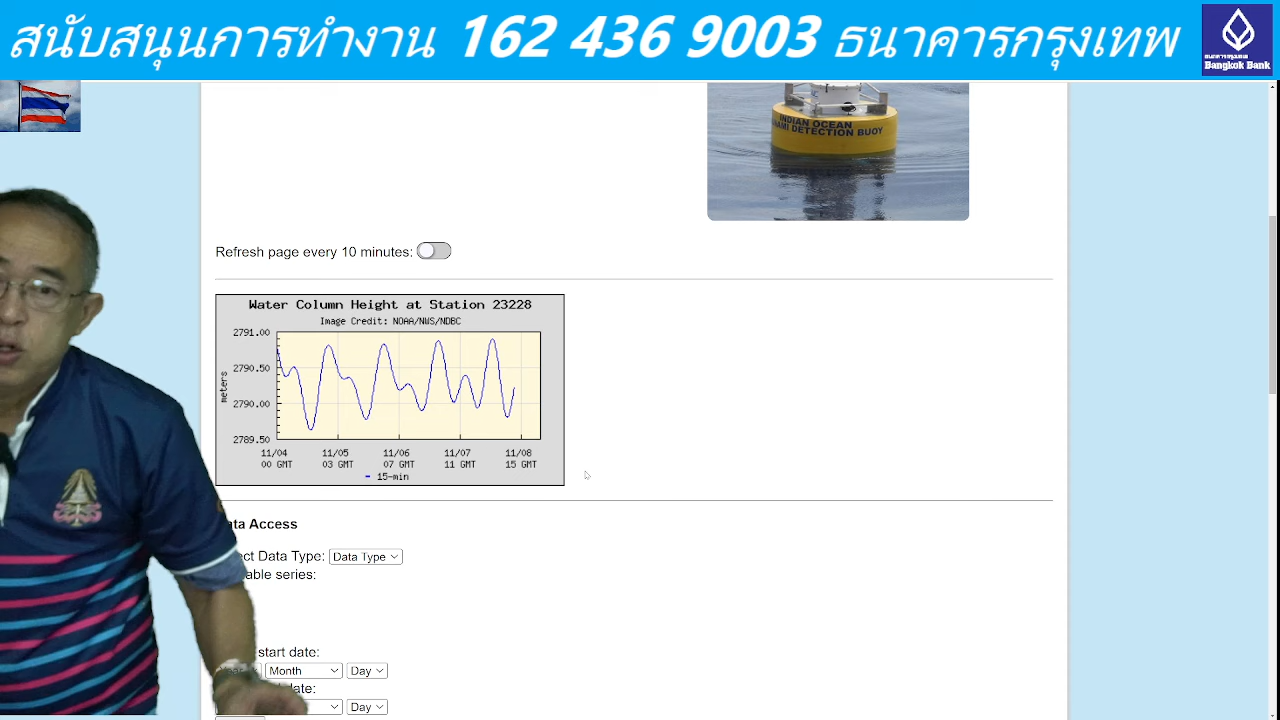 สนับสนุนการทำงาน 162 436 9003 ธนาคารกรุงเทพ
Bangkok Bank
INDIAN OCEAN
AMI DETECTION BUOY
Refresh page every 10 minutes:
Water Column Height at Station 23228
Image Credit: NOAA/NWS/NDBC
2791.00
2790.50
2790.00
2789.50
meters
11/04 11/05 11/06 11/07 11/08
00 GMT 03 GMT 07 GMT 11 GMT 15 GMT
15-min
ata Access
ect Data Type: Data Type
able series:
start date:
Month Day
ate:
Day